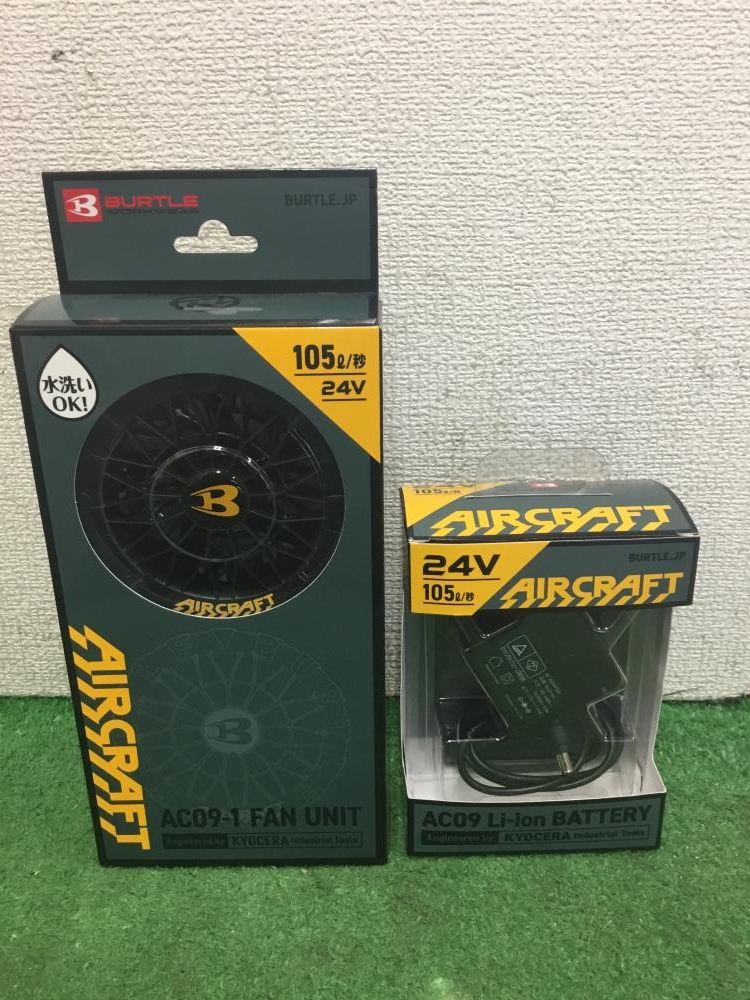 BURTLE
WORKWEAR
BURTLE.JP
水洗い
OK!
105ℓ/秒
24V
B
AIRCRAFT
AIRCRAFT
B
AC09-1 FAN UNIT
Engineered by KYOCERA Industrial Tools
105ℓ/秒
AIRCRAFT
24V
105ℓ/秒
BURTLE.JP
AIRCRAFT
AC09 Li-ion BATTERY
Engineered by KYOCERA Industrial Tools